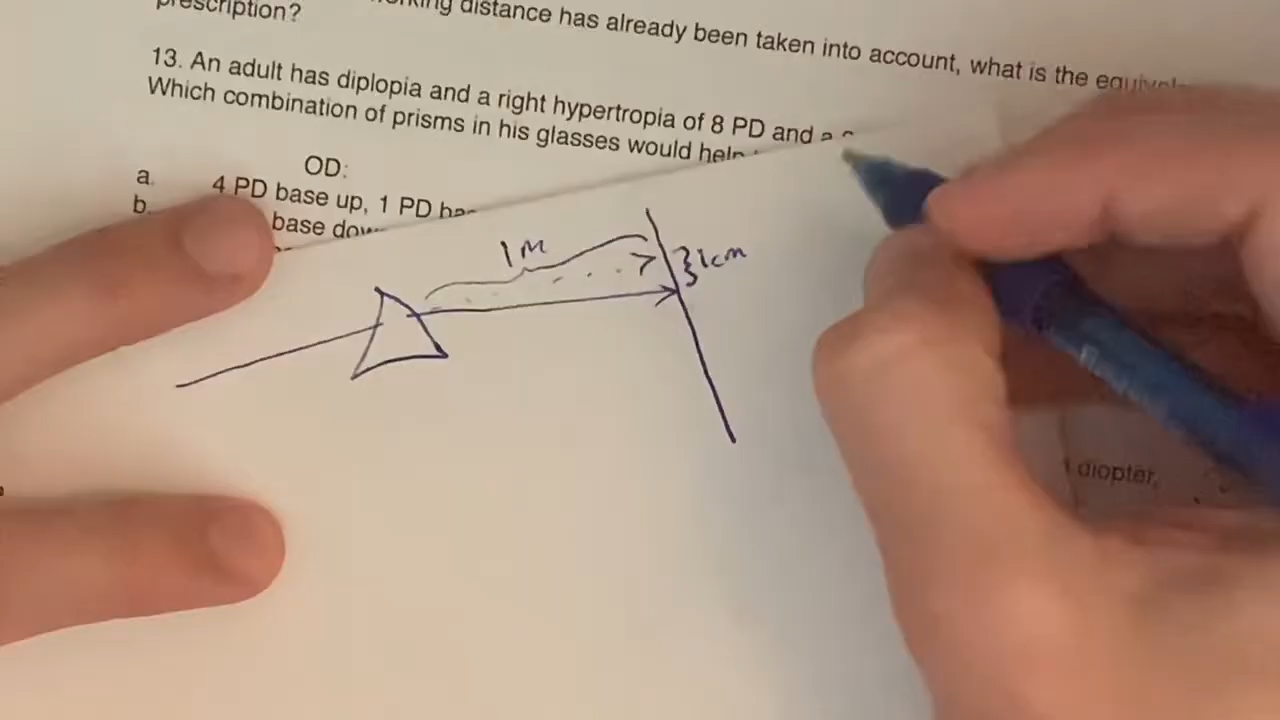 prescription?
distance has already been taken into account, what is the
13. An adult has diplopia and a right hypertropia of 8 PD and a
Which combination of prisms in his glasses would help
OD:
a. 4 PD base up, 1 PD
b. base
1M
1cm
diopter,